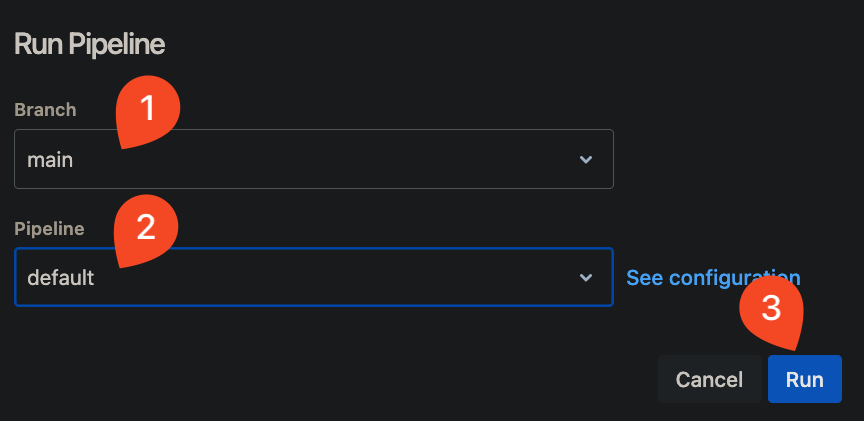 Run Pipeline
Branch
1
main
Pipeline
2
default
See configuration
3
Cancel
Run